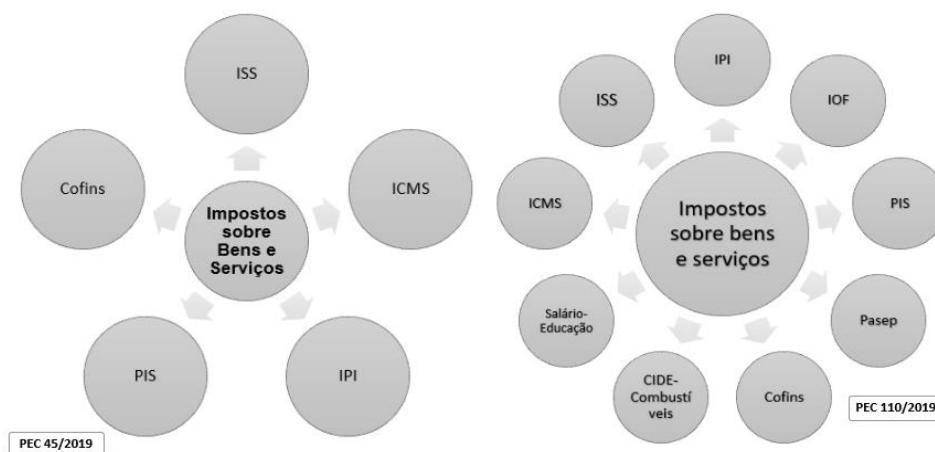 ISS
Cofins
ICMS
Impostos
sobre
Bens e
Serviços
PIS
IPI
PEC 45/2019
IPI
ISS
IOF
ICMS
PIS
Impostos
sobre bens
e serviços
Salário-
Educação
Pasep
CIDE-
Combustí
veis
Cofins
PEC 110/2019